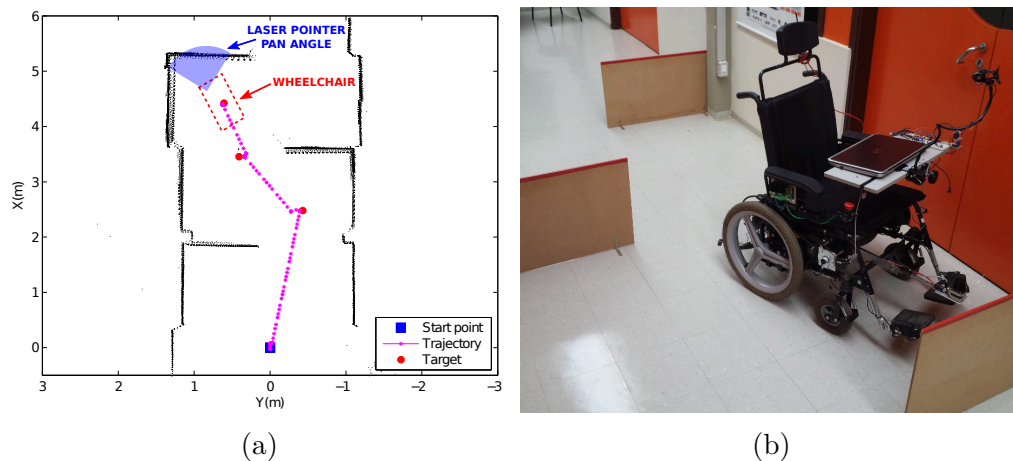 6
5
4
3
2
1
0
X(m)
LASER POINTER
PAN ANGLE
WHEELCHAIR
Start point
Trajectory
Target
3 2 1 0 −1 −2 −3
Y(m)
(a) (b)